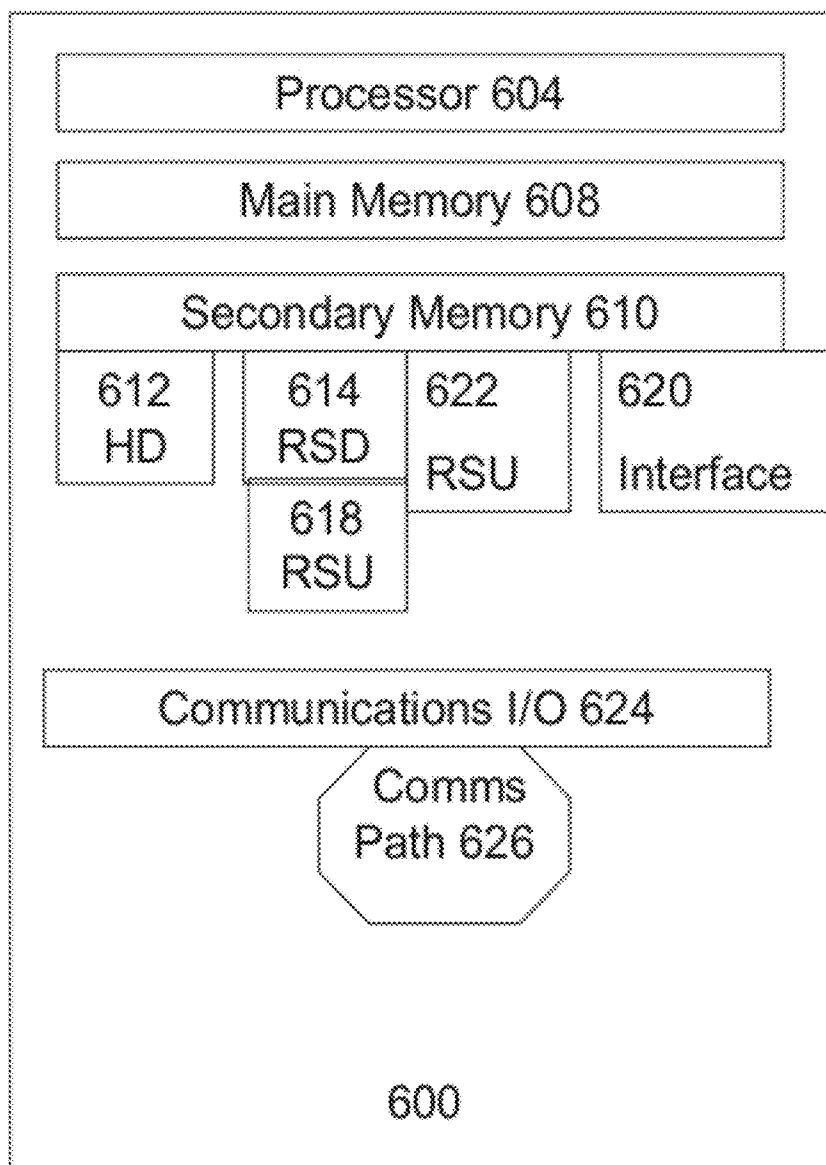 Processor 604
Main Memory 608
Secondary Memory 610
612
HD
614
RSD
622
RSU
620
Interface
618
RSU
Communications I/O 624
Comms
Path 626
600